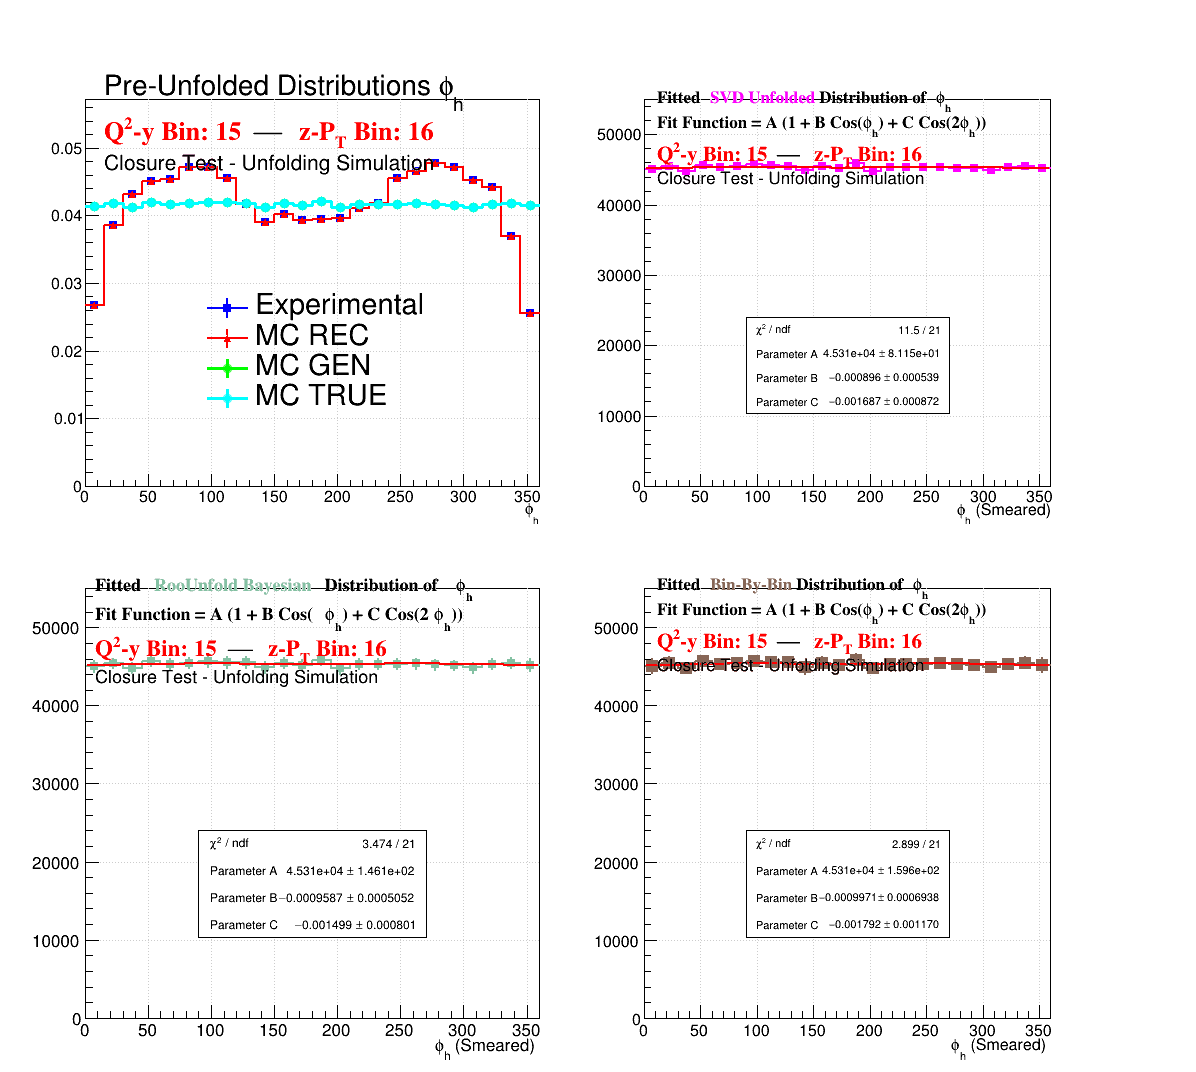 Pre-Unfolded Distributions ϕh
Q²-y Bin: 15 — z-PT Bin: 16
Closure Test - Unfolding Simulation
0.05
0.04
0.03
0.02
0.01
0
Experimental
MC REC
MC GEN
MC TRUE
0 50 100 150 200 250 300 350
ϕh
Fitted SVD Unfolded Distribution of ϕh
Fit Function = A (1 + B Cos(ϕh) + C Cos(2ϕh))
Q²-y Bin: 15 — z-PT Bin: 16
Closure Test - Unfolding Simulation
50000
40000
30000
20000
10000
0
χ² / ndf 11.5 / 21
Parameter A 4.531e+04 ± 8.115e+01
Parameter B −0.000896 ± 0.000539
Parameter C −0.001687 ± 0.000872
0 50 100 150 200 250 300 350
ϕh (Smeared)
Fitted RooUnfold Bayesian Distribution of ϕh
Fit Function = A (1 + B Cos( ϕh) + C Cos(2 ϕh))
Q²-y Bin: 15 — z-PT Bin: 16
Closure Test - Unfolding Simulation
50000
40000
30000
20000
10000
0
χ² / ndf 3.474 / 21
Parameter A 4.531e+04 ± 1.461e+02
Parameter B −0.0009587 ± 0.0005052
Parameter C −0.001499 ± 0.000801
0 50 100 150 200 250 300 350
ϕh (Smeared)
Fitted Bin-By-Bin Distribution of ϕh
Fit Function = A (1 + B Cos(ϕh) + C Cos(2ϕh))
Q²-y Bin: 15 — z-PT Bin: 16
Closure Test - Unfolding Simulation
50000
40000
30000
20000
10000
0
χ² / ndf 2.899 / 21
Parameter A 4.531e+04 ± 1.596e+02
Parameter B −0.0009971 ± 0.0006938
Parameter C −0.001792 ± 0.001170
0 50 100 150 200 250 300 350
ϕh (Smeared)